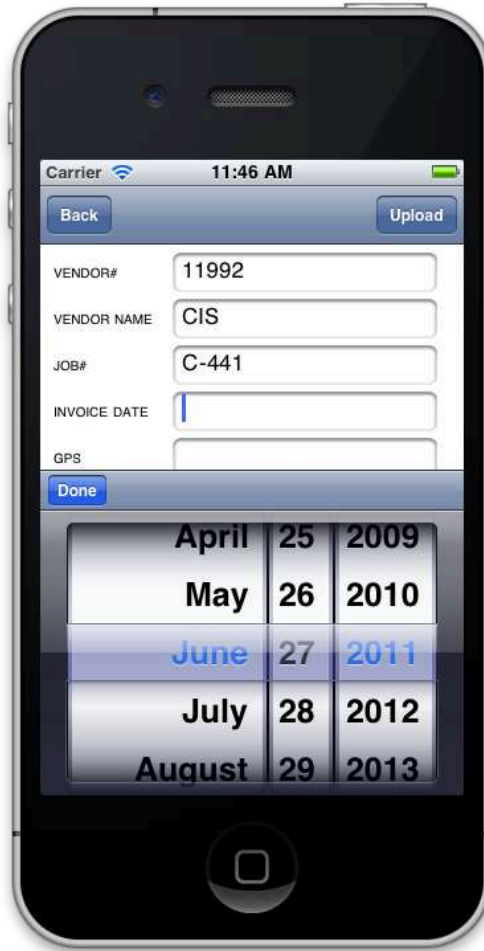 Carrier 11:46 AM
Back Upload
VENDOR# 11992
VENDOR NAME CIS
JOB# C-441
INVOICE DATE
GPS
Done
April 25 2009
May 26 2010
June 27 2011
July 28 2012
August 29 2013